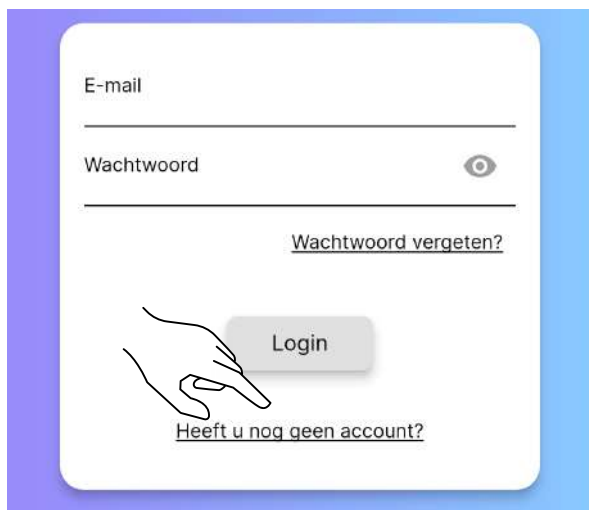 E-mail
Wachtwoord
Wachtwoord vergeten?
Login
Heeft u nog geen account?